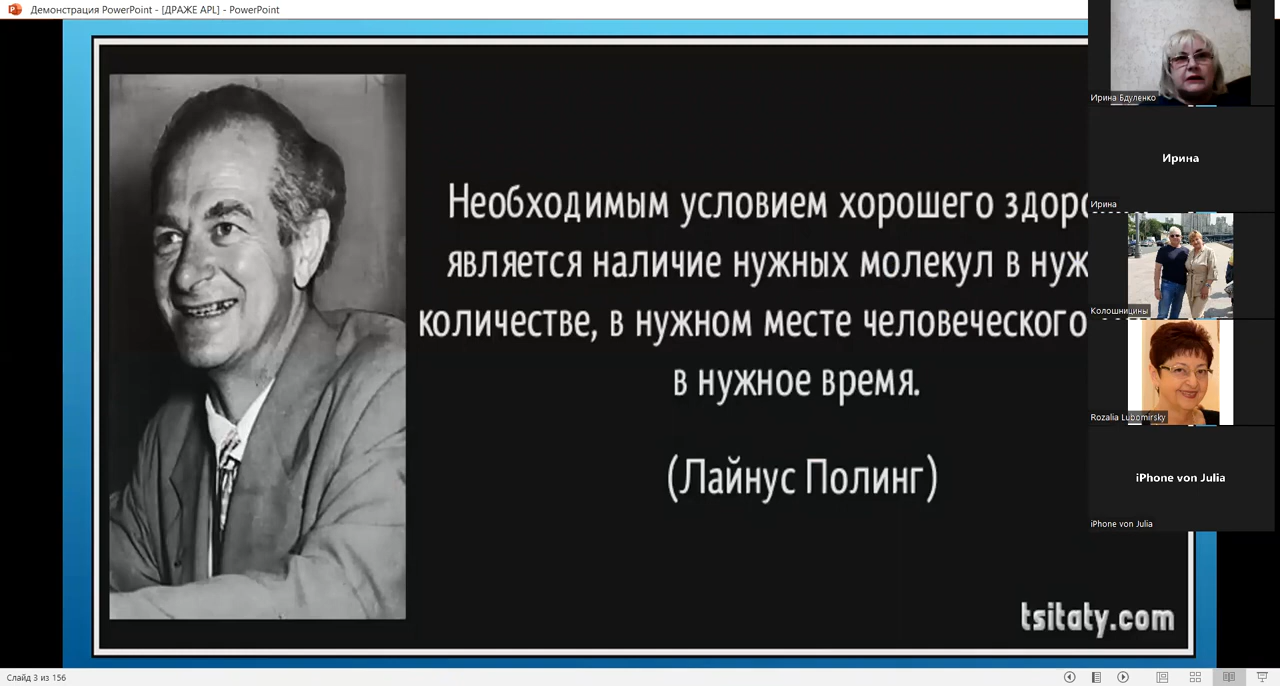 Демонстрация PowerPoint - [ДРАЖЕ APL] - PowerPoint
Необходимым условием хорошего здоро
является наличие нужных молекул в нуж
количестве, в нужном месте человеческого
в нужное время.
(Лайнус Полинг)
tsitaty.com
Ирина Бдуленко
Ирина
Ирина
Колошницины
Rozalia Lubomirsky
iPhone von Julia
iPhone von Julia
Слайд 3 из 156